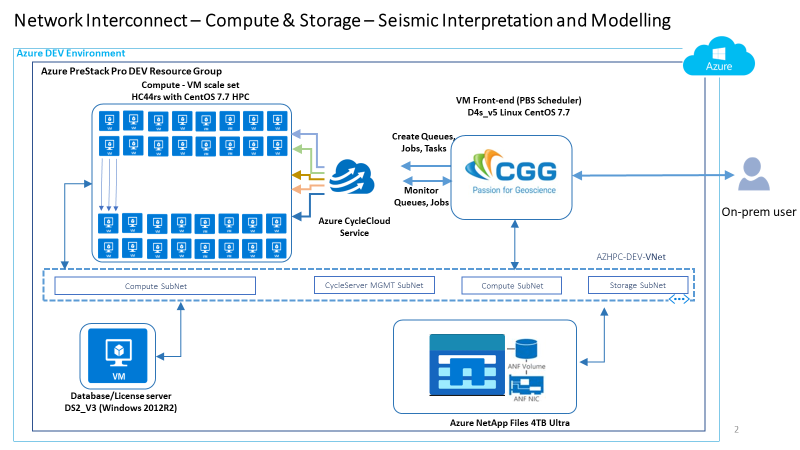 Network Interconnect – Compute & Storage – Seismic Interpretation and Modelling
Azure DEV Environment
Azure
Azure PreStack Pro DEV Resource Group
Compute - VM scale set
HC44rs with CentOS 7.7 HPC
VM Front-end (PBS Scheduler)
D4s_v5 Linux CentOS 7.7
VM VM VM VM VM VM VM VM
VM VM VM VM VM VM VM VM
VM VM VM VM VM VM VM VM
VM VM VM VM VM VM VM VM
Create Queues,
Jobs, Tasks
Monitor
Queues, Jobs
CGG
Passion for Geoscience
Azure CycleCloud
Service
On-prem user
AZHPC-DEV-VNet
Compute SubNet
CycleServer MGMT SubNet
Compute SubNet
Storage SubNet
VM
Database/License server
DS2_V3 (Windows 2012R2)
ANF Volume
ANF NIC
Azure NetApp Files 4TB Ultra
2